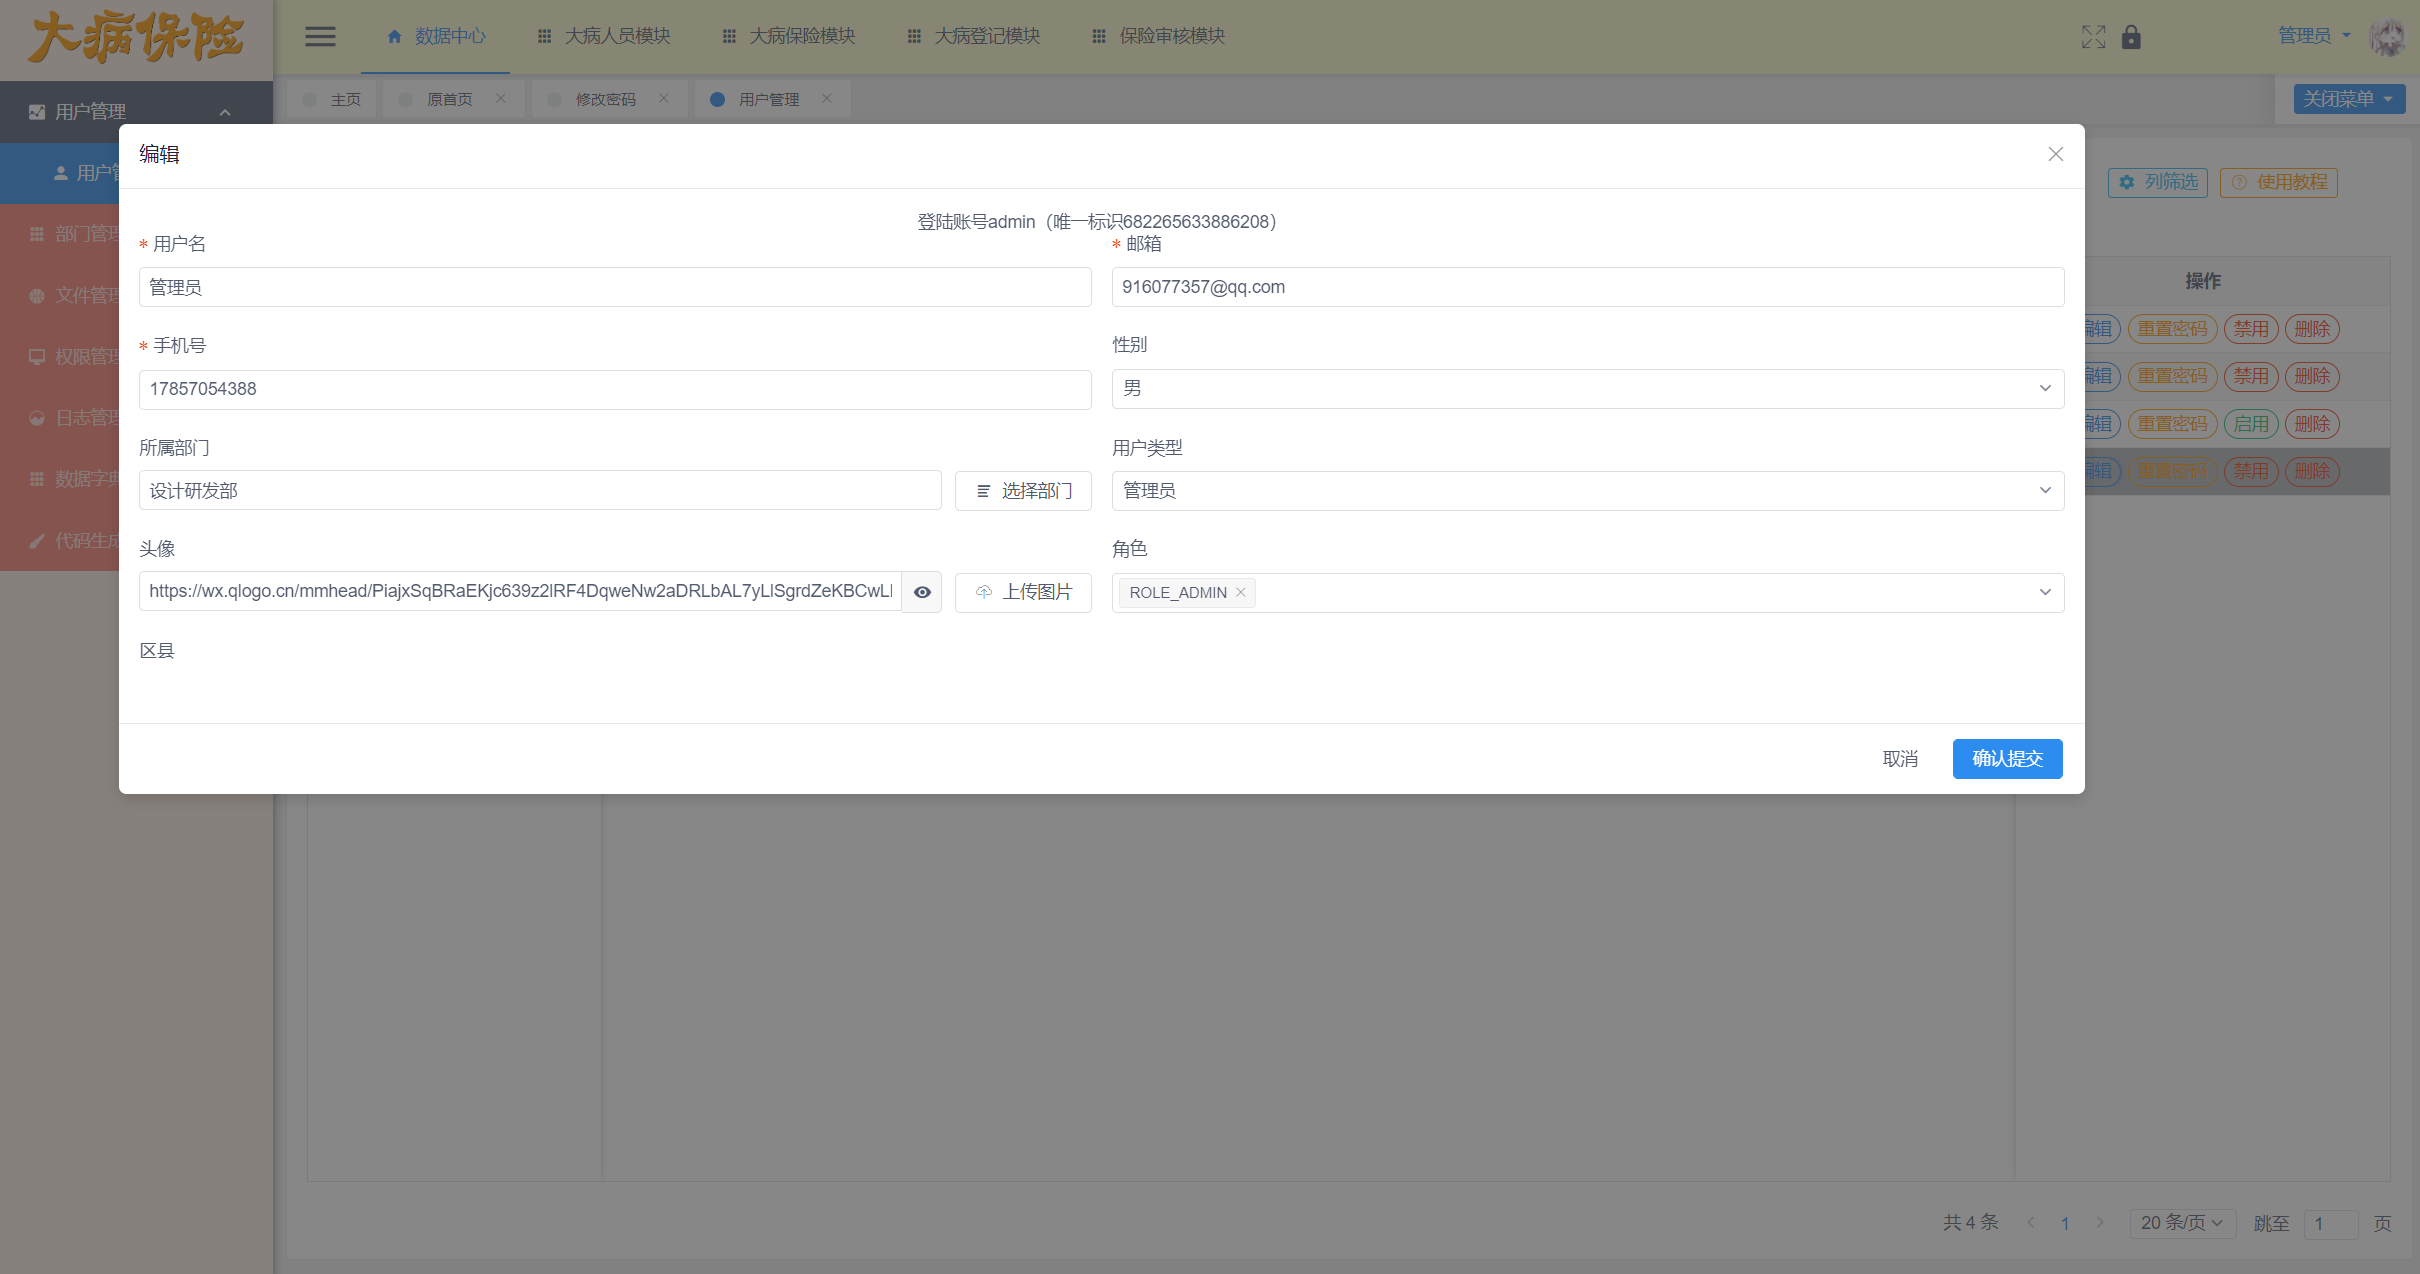 大病保险
数据中心
大病人员模块
大病保险模块
大病登记模块
保险审核模块
管理员
用户管理
主页
原首页
修改密码
用户管理
关闭菜单
编辑
用户管
列筛选
使用教程
登陆账号admin（唯一标识682265633886208）
* 用户名
* 邮箱
部门管理
管理员
916077357@qq.com
操作
文件管理
编辑
重置密码
禁用
删除
* 手机号
性别
权限管理
17857054388
男
编辑
重置密码
禁用
删除
日志管理
编辑
重置密码
启用
删除
所属部门
用户类型
数据字典
设计研发部
选择部门
管理员
编辑
重置密码
禁用
删除
代码生成
头像
角色
https://wx.qlogo.cn/mmhead/PiajxSqBRaEKjc639z2lRF4DqweNw2aDRLbAL7yLlSgrdZeKBCwLl
上传图片
ROLE_ADMIN
区县
取消
确认提交
共 4 条
1
20 条/页
跳至
1
页